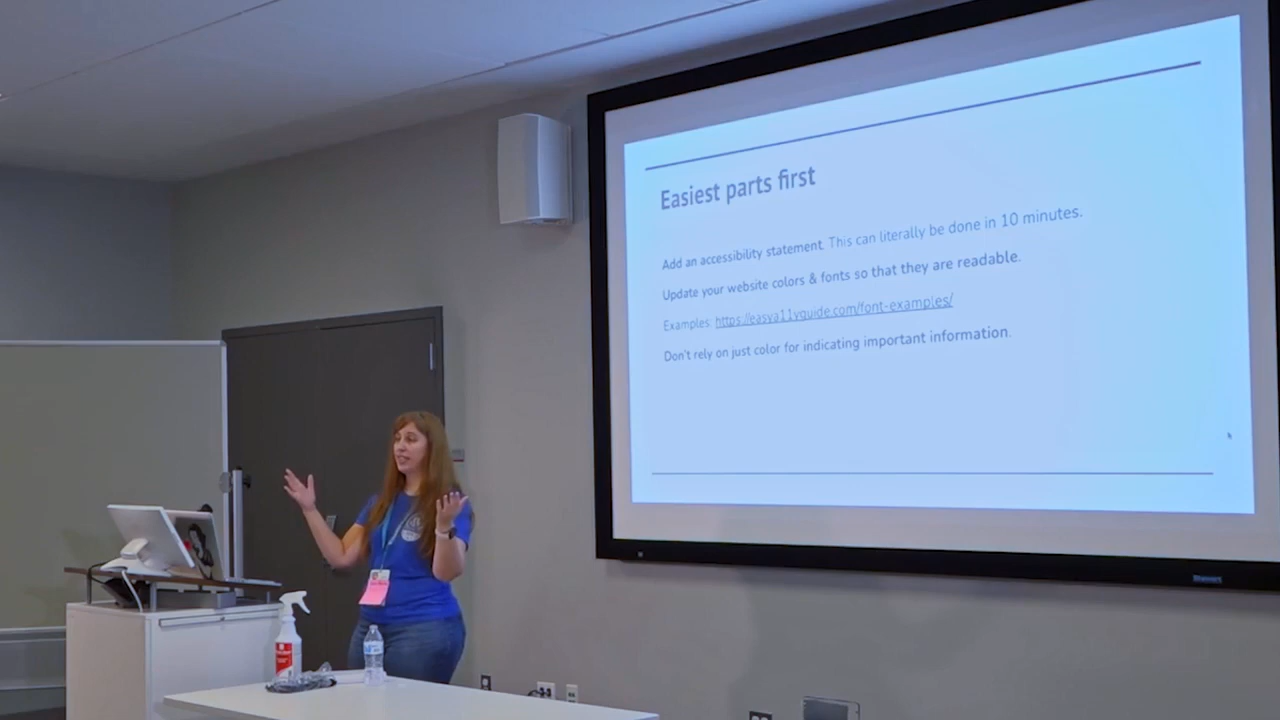 Easiest parts first
Add an accessibility statement. This can literally be done in 10 minutes.
Update your website colors & fonts so that they are readable.
Examples: https://easya11yguide.com/font-examples/
Don't rely on just color for indicating important information.
Stewart